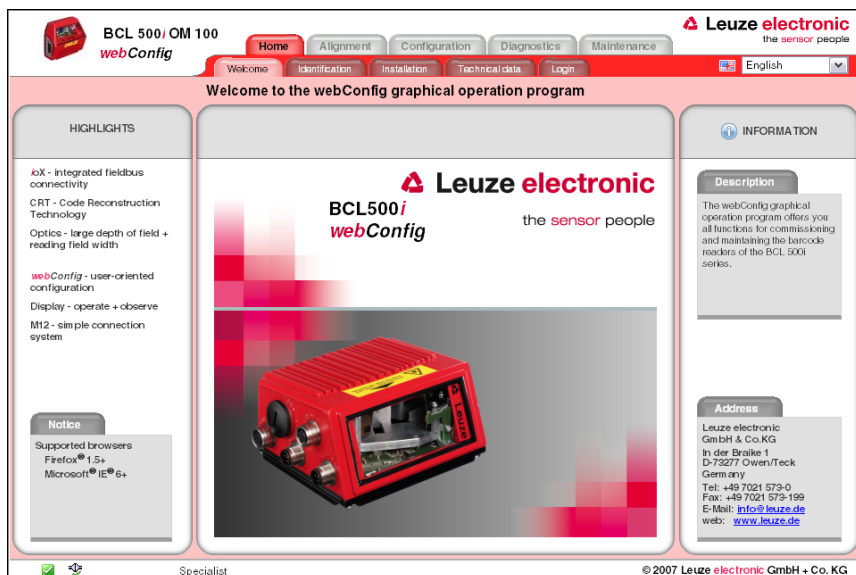 BCL 500i OM 100
webConfig
Home
Alignment
Configuration
Diagnostics
Maintenance
Leuze electronic
the sensor people
Welcome
Identification
Installation
Technical data
Login
English
Welcome to the webConfig graphical operation program
HIGHLIGHTS
ioX - integrated fieldbus
connectivity
CRT - Code Reconstruction
Technology
Optics - large depth of field +
reading field width
webConfig - user-oriented
configuration
Display - operate + observe
M12 - simple connection
system
Notice
Supported browsers
Firefox® 1.5+
Microsoft® IE® 6+
Leuze electronic
the sensor people
BCL500i
webConfig
Leuze
INFORMATION
Description
The webConfig graphical
operation program offers you
all functions for commissioning
and maintaining the barcode
readers of the BCL 500i
series.
Address
Leuze electronic
GmbH & Co.KG
In der Braike 1
D-73277 Owen/Teck
Germany
Tel: +49 7021 573-0
Fax: +49 7021 573-199
E-Mail: info@leuze.de
web: www.leuze.de
Specialist
© 2007 Leuze electronic GmbH + Co. KG